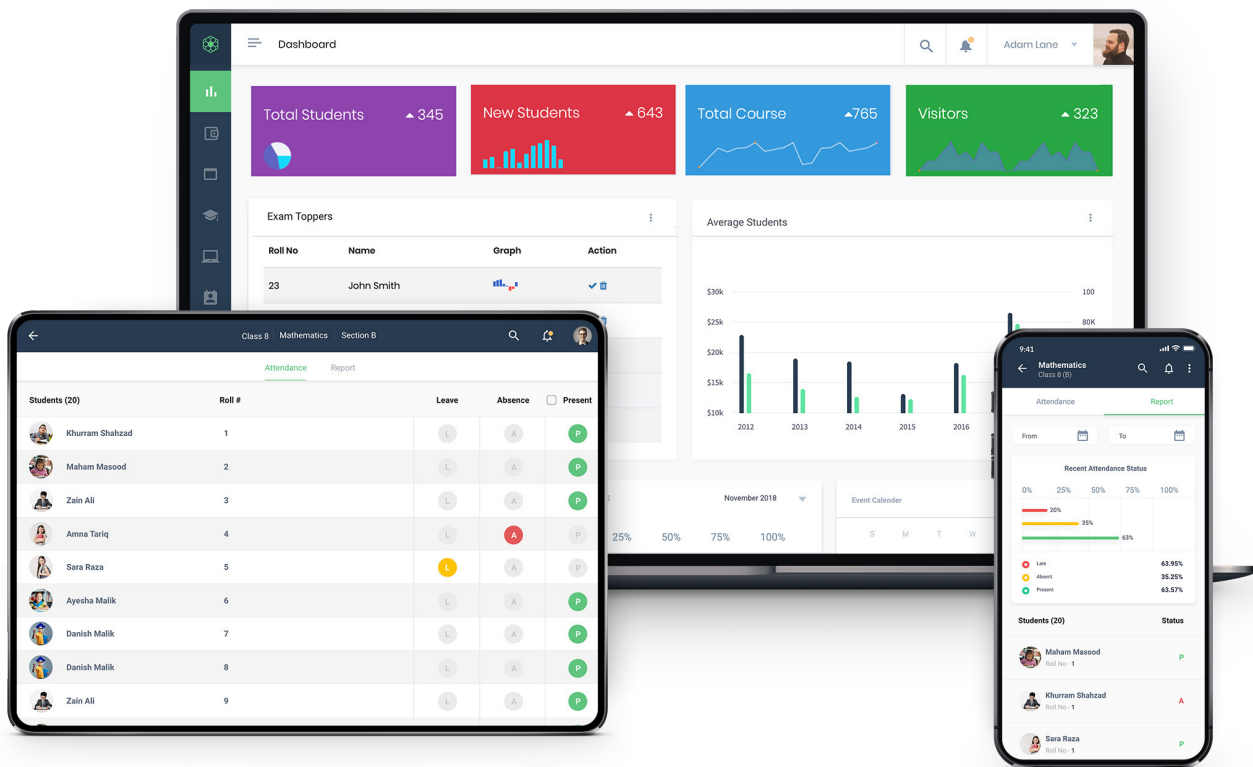 Dashboard
Adam Lane
Total Students 345
New Students 643
Total Course 765
Visitors 323
Exam Toppers
Roll No Name Graph Action
23 John Smith
Average Students
$30k 100
$25k 80K
$20k
$15k
$10k
2012 2013 2014 2015 2016
November 2018
25% 50% 75% 100%
Event Calender
S M T W
Class 8 Mathematics Section B
Attendance Report
Students (20) Roll # Leave Absence Present
Khurram Shahzad 1 L A P
Maham Masood 2 L A P
Zain Ali 3 L A P
Amna Tariq 4 L A P
Sara Raza 5 L A P
Ayesha Malik 6 L A P
Danish Malik 7 L A P
Danish Malik 8 L A P
Zain Ali 9 L A P
9:41
Mathematics
Class 8 (B)
Attendance Report
From To
Recent Attendance Status
0% 25% 50% 75% 100%
20%
35%
63%
Late 63.95%
Absent 35.25%
Present 63.57%
Students (20) Status
Maham Masood
Roll No - 1 P
Khurram Shahzad
Roll No - 1 A
Sara Raza
Roll No - 1 P